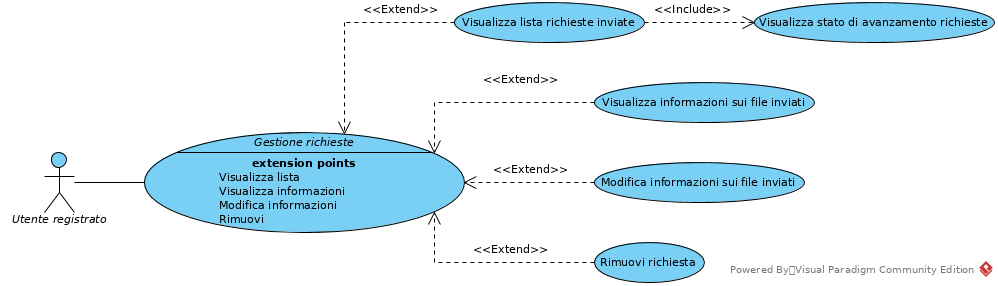 <<Extend>>
Visualizza lista richieste inviate
<<Include>>
Visualizza stato di avanzamento richieste
<<Extend>>
Visualizza informazioni sui file inviati
Gestione richieste
extension points
Visualizza lista
Visualizza informazioni
Modifica informazioni
Rimuovi
<<Extend>>
Modifica informazioni sui file inviati
Utente registrato
<<Extend>>
Rimuovi richiesta
Powered By Visual Paradigm Community Edition